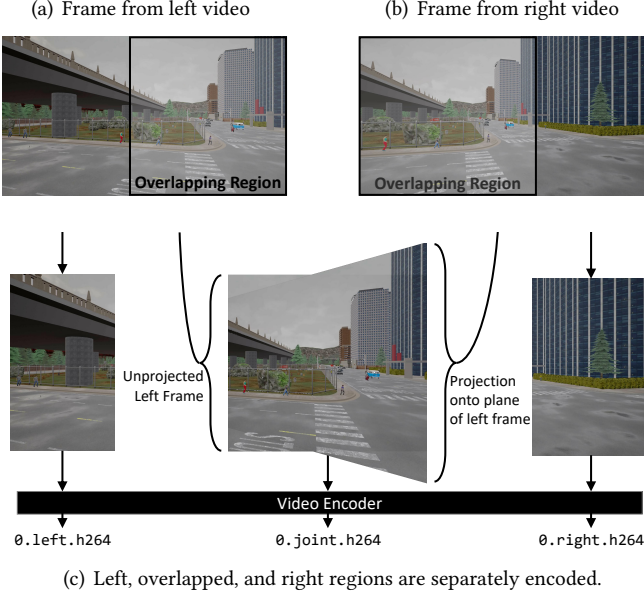 (a) Frame from left video
(b) Frame from right video
Overlapping Region
Overlapping Region
Unprojected
Left Frame
Projection
onto plane
of left frame
Video Encoder
0.left.h264
0.joint.h264
0.right.h264
(c) Left, overlapped, and right regions are separately encoded.